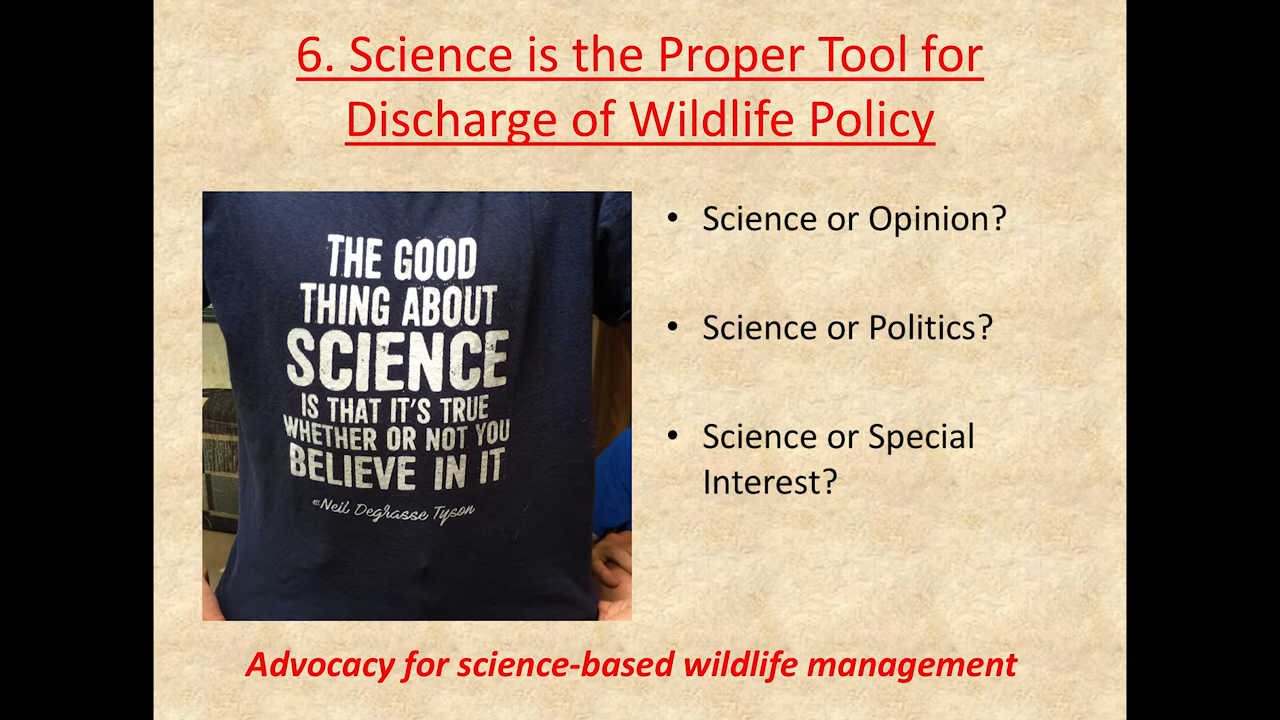 6. Science is the Proper Tool for
Discharge of Wildlife Policy
THE GOOD
THING ABOUT
SCIENCE
IS THAT IT'S TRUE
WHETHER OR NOT YOU
BELIEVE IN IT
Neil Degrasse Tyson
• Science or Opinion?
• Science or Politics?
• Science or Special
Interest?
Advocacy for science-based wildlife management